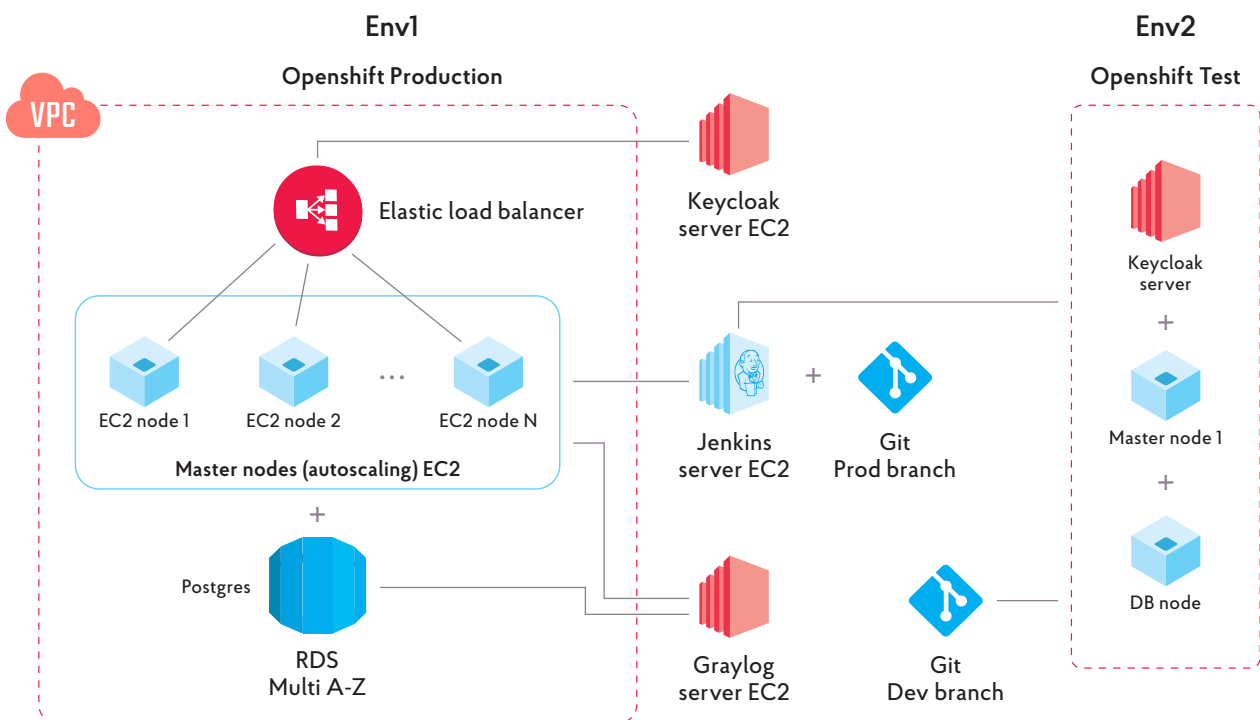 Env1
Env2
Openshift Production
Openshift Test
VPC
Elastic load balancer
Keycloak
server EC2
Keycloak
server
+
EC2 node 1
EC2 node 2
...
EC2 node N
Master nodes (autoscaling) EC2
+
Jenkins
server EC2
+
Git
Prod branch
Master node 1
+
Postgres
RDS
Multi A-Z
Graylog
server EC2
Git
Dev branch
DB node